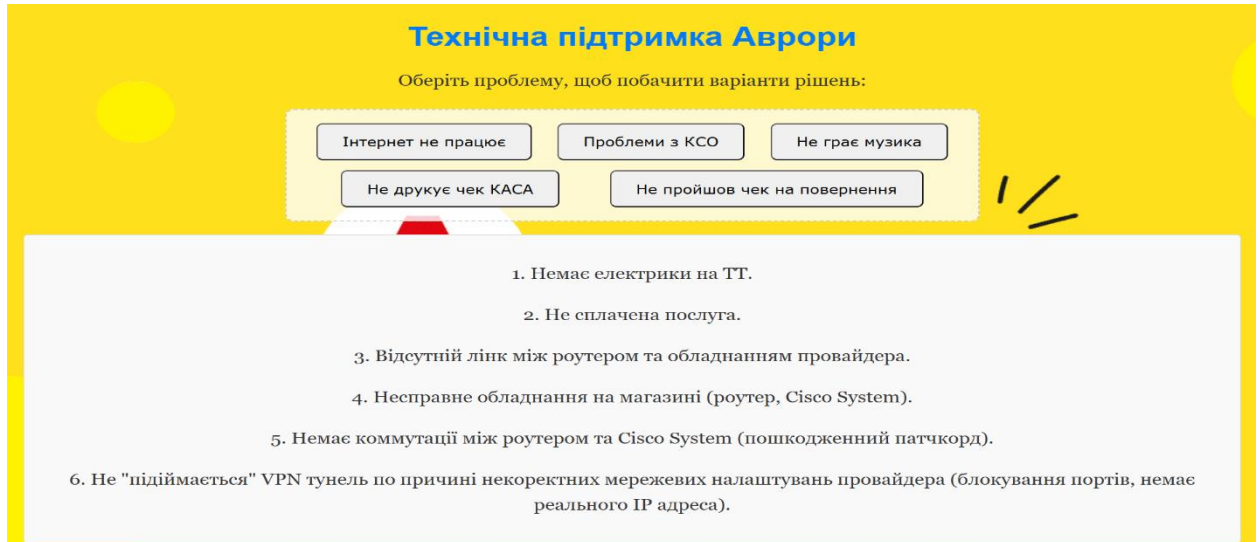 Технічна підтримка Аврори
Оберіть проблему, щоб побачити варіанти рішень:
Інтернет не працює
Проблеми з КСО
Не грає музика
Не друкує чек КАСА
Не пройшов чек на повернення
1. Немає електрики на ТТ.
2. Не сплачена послуга.
3. Відсутній лінк між роутером та обладнанням провайдера.
4. Несправне обладнання на магазині (роутер, Cisco System).
5. Немає коммутації між роутером та Cisco System (пошкодженний патчкорд).
6. Не "підіймається" VPN тунель по причині некоректних мережевих налаштувань провайдера (блокування портів, немає
реального IP адреса).